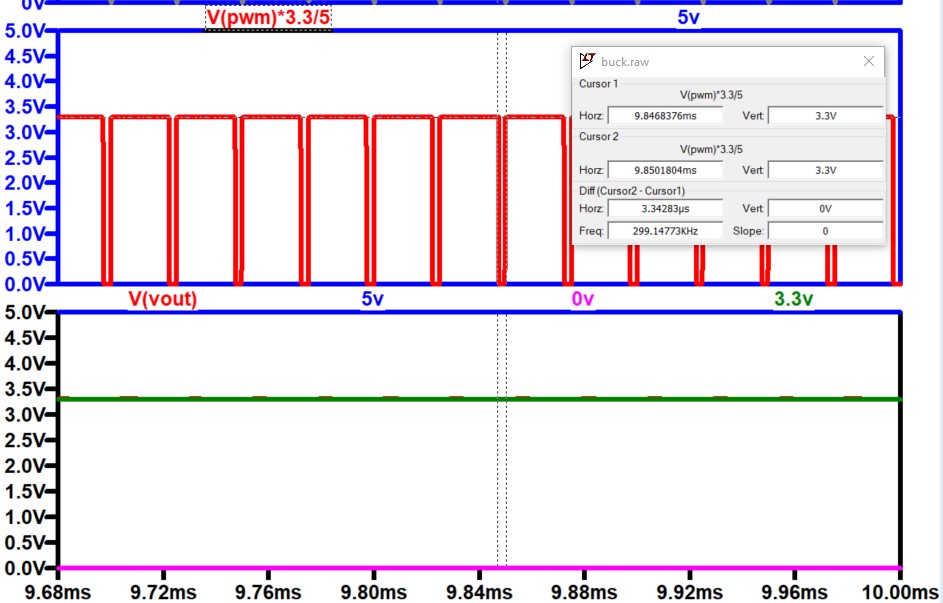 0V
V(pwm)*3.3/5 5v
5.0V
4.5V
4.0V
3.5V
3.0V
2.5V
2.0V
1.5V
1.0V
0.5V
0.0V
buck.raw
Cursor 1
V(pwm)*3.3/5
Horz: 9.8468376ms Vert: 3.3V
Cursor 2
V(pwm)*3.3/5
Horz: 9.8501804ms Vert: 3.3V
Diff (Cursor2 - Cursor1)
Horz: 3.34283µs Vert: 0V
Freq: 299.14773KHz Slope: 0
V(vout) 5v 0v 3.3v
5.0V
4.5V
4.0V
3.5V
3.0V
2.5V
2.0V
1.5V
1.0V
0.5V
0.0V
9.68ms 9.72ms 9.76ms 9.80ms 9.84ms 9.88ms 9.92ms 9.96ms 10.00ms